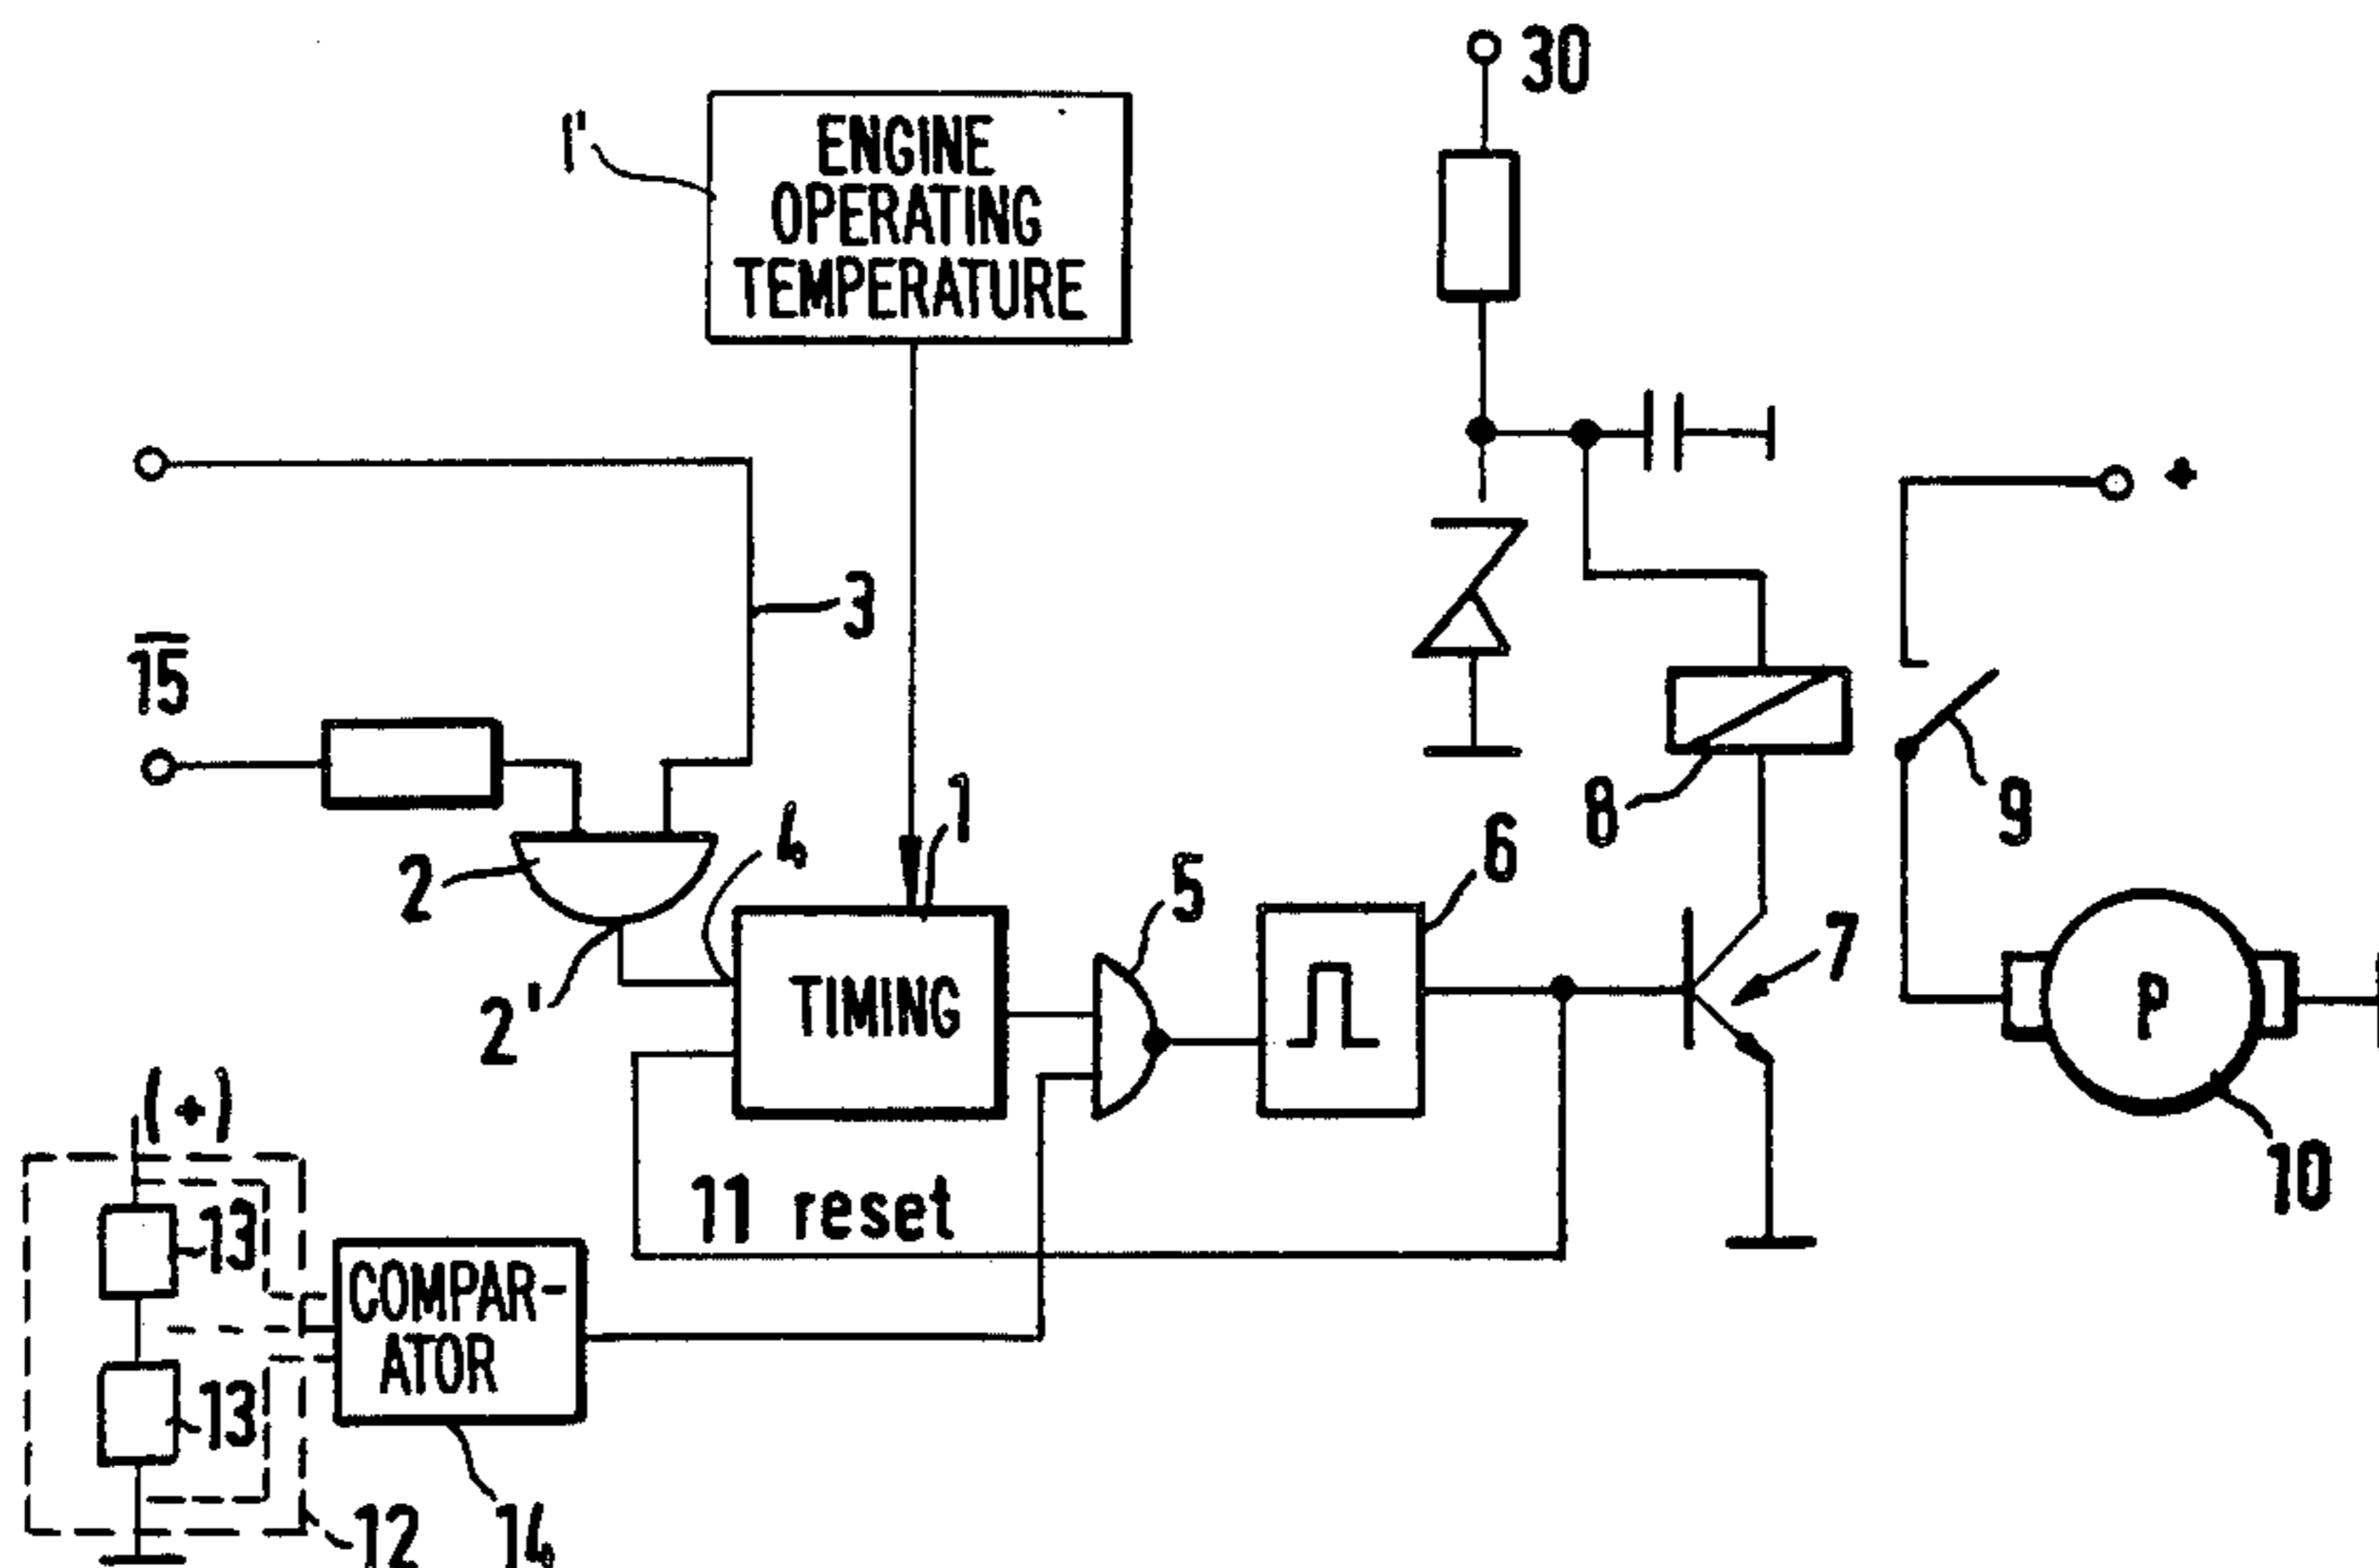 30
1'
ENGINE
OPERATING
TEMPERATURE
+
3
15
4
1
2
2'
5
6
8
9
7
TIMING
P
10
(+)
11 reset
13
COMPAR-
ATOR
13
12
14